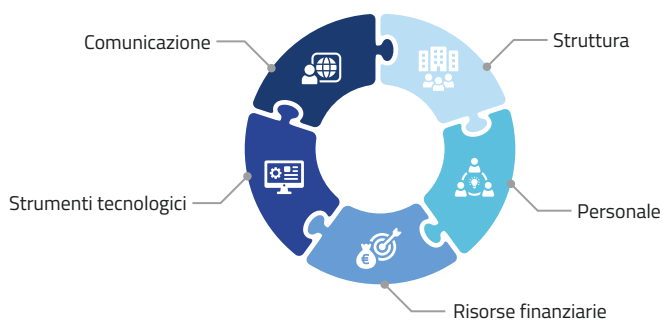 Comunicazione
Struttura
Strumenti tecnologici
Personale
€
Risorse finanziarie